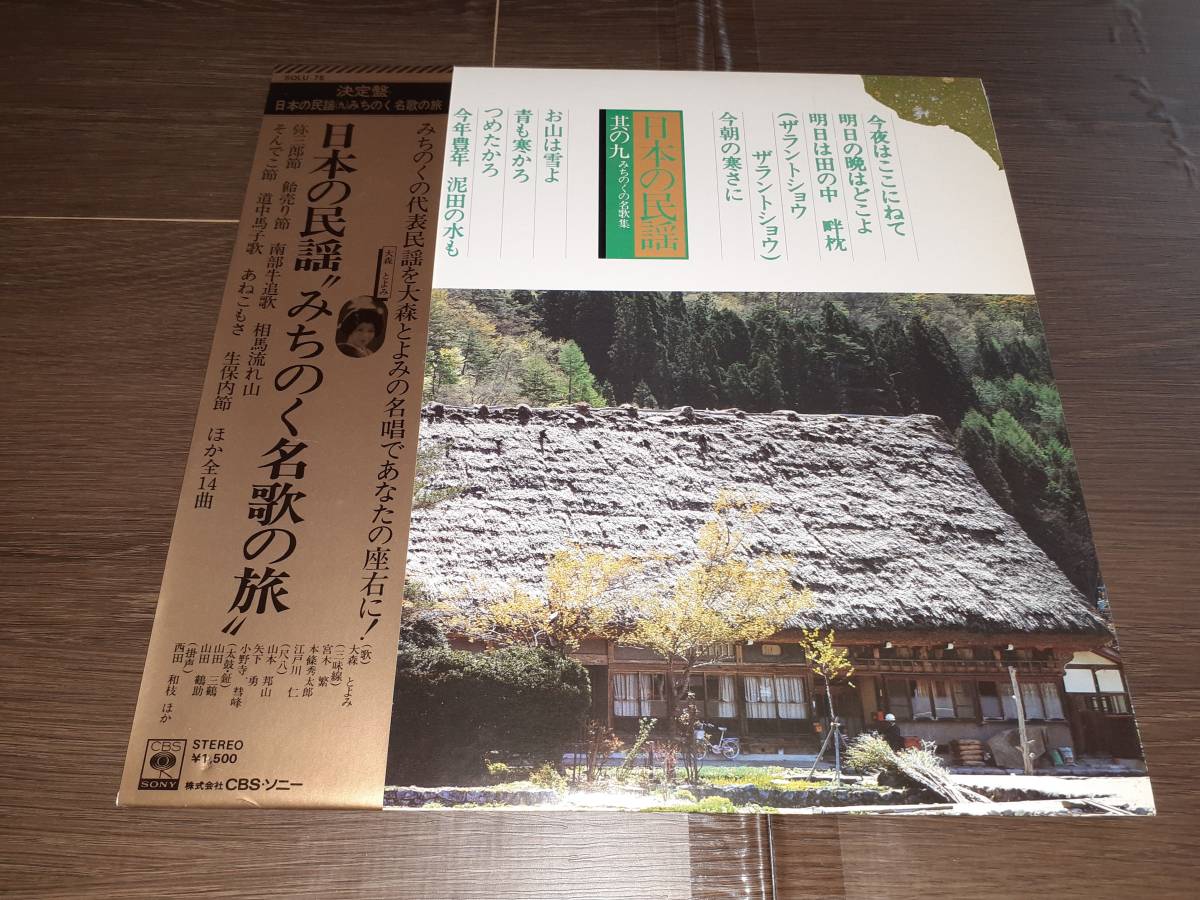 SOLU 76
決定盤
日本の民謡(九)みちのく名歌の旅
みちのくの代表民謡を大森とよみの名唱であなたの座右に!
大森 とよみ
日本の民謡〝みちのく名歌の旅〟
弥三郎節 飴売り節 南部牛追歌 相馬流れ山
そんでこ節 道中馬子歌 あねこもさ 生保内節 ほか全14曲
(歌)
大森 とよみ
(三味線)
宮木 繁
本條秀太郎
江戸川 仁
(尺八)
山本 邦山
矢下 勇
小野寺 彗峰
(太鼓鉦)
山田 三鶴
山田 鶴助
(掛声)
西田 和枝 ほか
CBS
SONY
STEREO
¥1,500
株式会社 CBS・ソニー
今夜はここにねて
明日の晩はどこよ
明日は田の中 畔枕
(ザラントショウ
ザラントショウ)
今朝の寒さに
日本の民謡
其の九 みちのくの名歌集
お山は雪よ
青も寒かろ
つめたかろ
今年豊年 泥田の水も